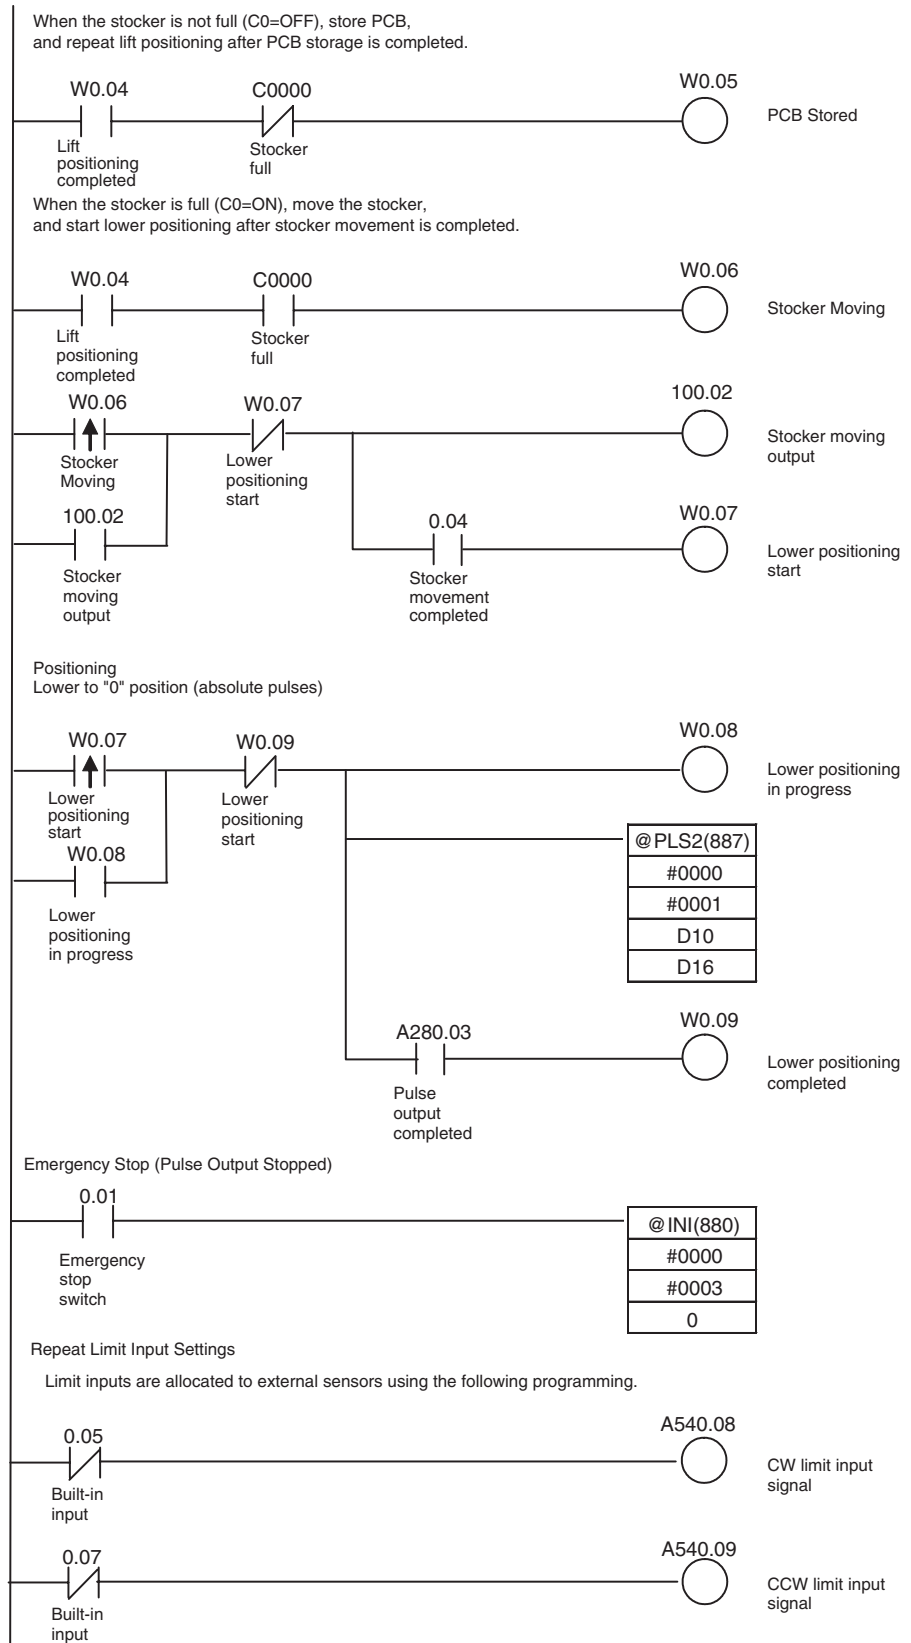 When the stocker is not full (C0=OFF), store PCB,
and repeat lift positioning after PCB storage is completed.
W0.04
C0000
W0.05
PCB Stored
Lift
positioning
completed
Stocker
full
When the stocker is full (C0=ON), move the stocker,
and start lower positioning after stocker movement is completed.
W0.04
C0000
W0.06
Stocker Moving
Lift
positioning
completed
Stocker
full
W0.06
W0.07
100.02
Stocker moving
output
Stocker
Moving
Lower
positioning
start
100.02
0.04
W0.07
Lower positioning
start
Stocker
moving
output
Stocker
movement
completed
Positioning
Lower to "0" position (absolute pulses)
W0.07
W0.09
W0.08
Lower positioning
in progress
Lower
positioning
start
Lower
positioning
start
@PLS2(887)
#0000
#0001
D10
D16
W0.08
Lower
positioning
in progress
A280.03
W0.09
Lower positioning
completed
Pulse
output
completed
Emergency Stop (Pulse Output Stopped)
0.01
Emergency
stop
switch
@INI(880)
#0000
#0003
0
Repeat Limit Input Settings
Limit inputs are allocated to external sensors using the following programming.
0.05
A540.08
CW limit input
signal
Built-in
input
0.07
A540.09
CCW limit input
signal
Built-in
input